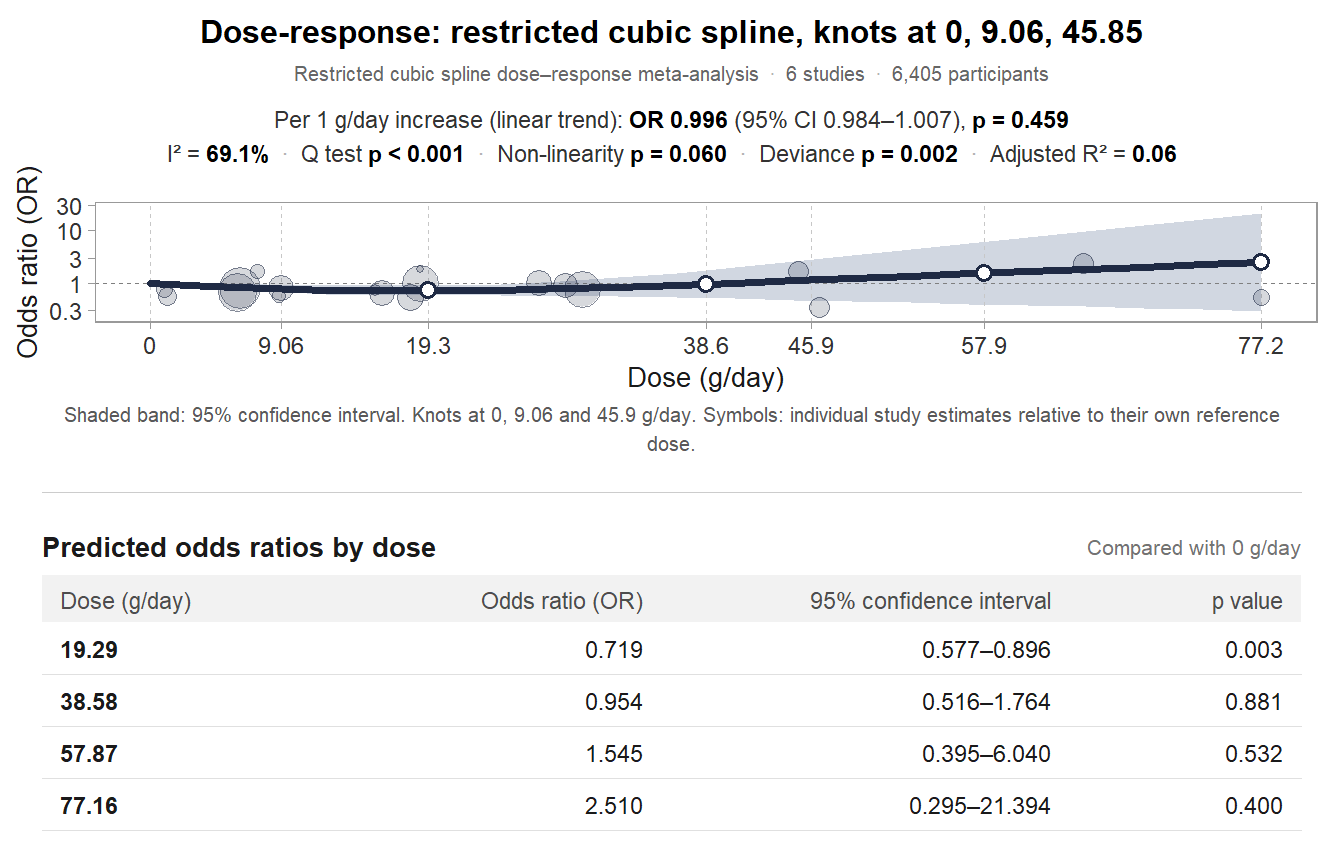 Dose-response: restricted cubic spline, knots at 0, 9.06, 45.85
Restricted cubic spline dose–response meta-analysis · 6 studies · 6,405 participants
Per 1 g/day increase (linear trend): OR 0.996 (95% CI 0.984–1.007), p = 0.459
I² = 69.1% · Q test p < 0.001 · Non-linearity p = 0.060 · Deviance p = 0.002 · Adjusted R² = 0.06
Odds ratio (OR)
30
10
3
1
0.3
0 9.06 19.3 38.6 45.9 57.9 77.2
Dose (g/day)
Shaded band: 95% confidence interval. Knots at 0, 9.06 and 45.9 g/day. Symbols: individual study estimates relative to their own reference
dose.
Predicted odds ratios by dose Compared with 0 g/day
Dose (g/day) Odds ratio (OR) 95% confidence interval p value
19.29 0.719 0.577–0.896 0.003
38.58 0.954 0.516–1.764 0.881
57.87 1.545 0.395–6.040 0.532
77.16 2.510 0.295–21.394 0.400